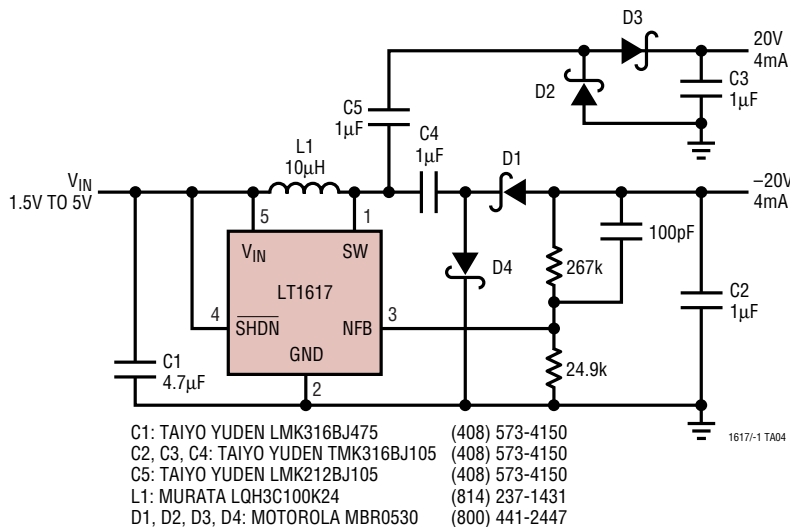 D3
20V
4mA
D2
C3
1µF
C5
1µF
C4
1µF
D1
L1
10µH
VIN
1.5V TO 5V
–20V
4mA
5
1
VIN
SW
LT1617
D4
267k
100pF
C2
1µF
4
SHDN
NFB
3
GND
2
C1
4.7µF
24.9k
C1: TAIYO YUDEN LMK316BJ475 (408) 573-4150
C2, C3, C4: TAIYO YUDEN TMK316BJ105 (408) 573-4150
C5: TAIYO YUDEN LMK212BJ105 (408) 573-4150
L1: MURATA LQH3C100K24 (814) 237-1431
D1, D2, D3, D4: MOTOROLA MBR0530 (800) 441-2447
1617/-1 TA04